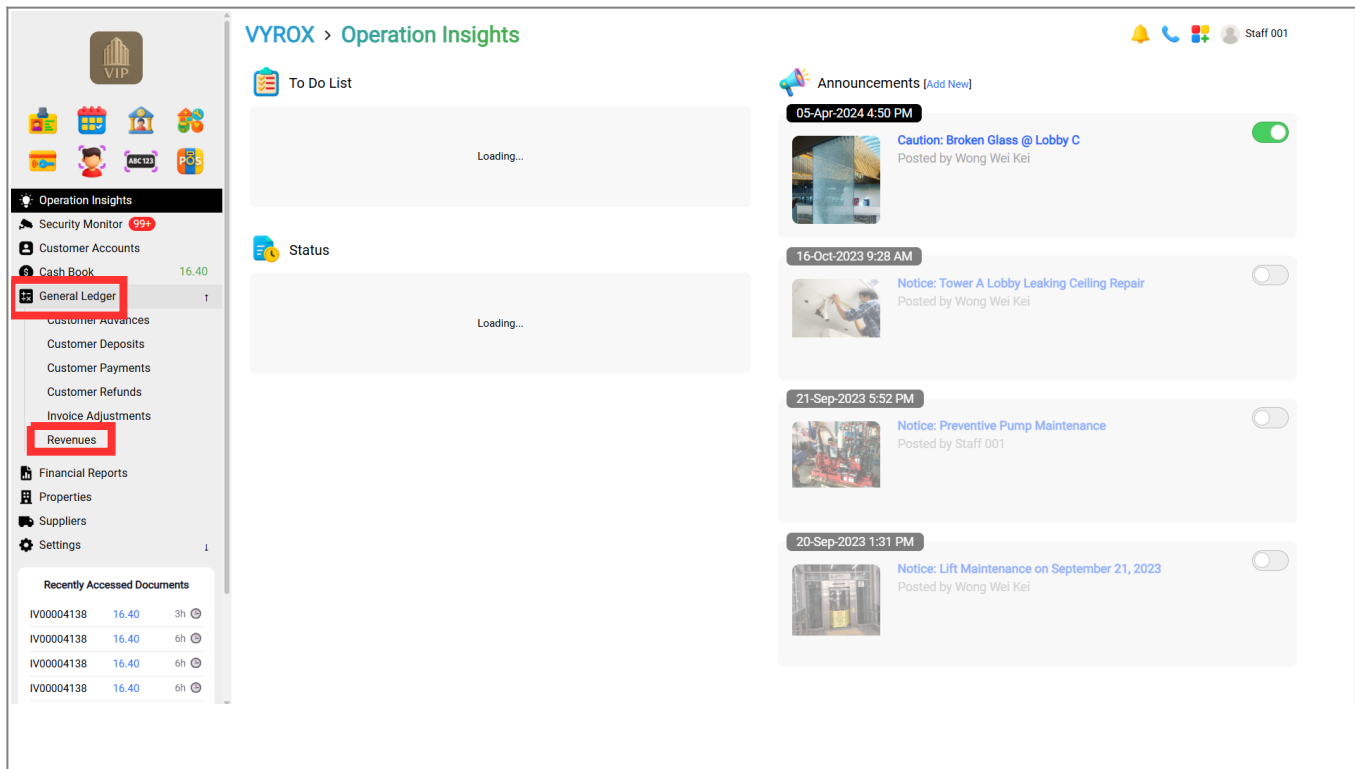 VIP
ABC 123
POS
Operation Insights
Security Monitor 99+
Customer Accounts
Cash Book 16.40
General Ledger ↑
Customer Advances
Customer Deposits
Customer Payments
Customer Refunds
Invoice Adjustments
Revenues
Financial Reports
Properties
Suppliers
Settings ↓
Recently Accessed Documents
IV00004138 16.40 3h
IV00004138 16.40 6h
IV00004138 16.40 6h
IV00004138 16.40 6h
VYROX > Operation Insights
Staff 001
To Do List
Loading...
Status
Loading...
Announcements [Add New]
05-Apr-2024 4:50 PM
Caution: Broken Glass @ Lobby C
Posted by Wong Wei Kei
16-Oct-2023 9:28 AM
Notice: Tower A Lobby Leaking Ceiling Repair
Posted by Wong Wei Kei
21-Sep-2023 5:52 PM
Notice: Preventive Pump Maintenance
Posted by Staff 001
20-Sep-2023 1:31 PM
Notice: Lift Maintenance on September 21, 2023
Posted by Wong Wei Kei